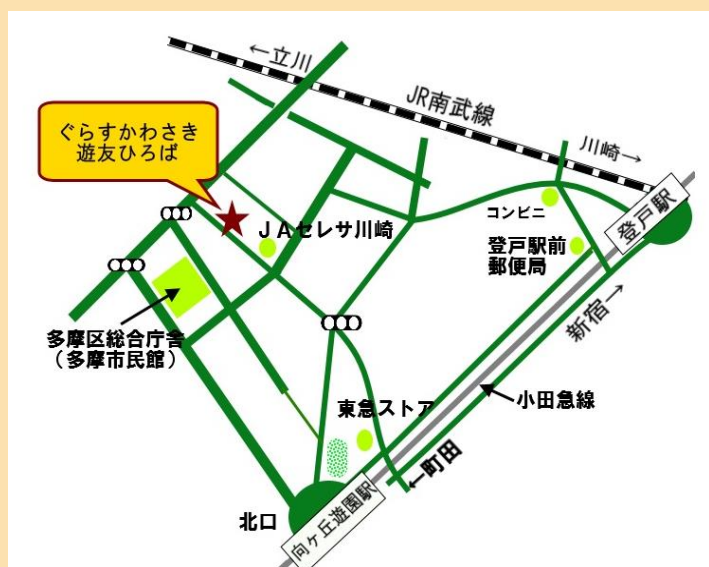 ←立川
JR南武線
川崎→
ぐらすかわさき
遊友ひろば
コンビニ
登戸駅
JAセレサ川崎
登戸駅前
郵便局
新宿→
多摩区総合庁舎
(多摩市民館)
東急ストア
小田急線
←町田
北口
向ヶ丘遊園駅